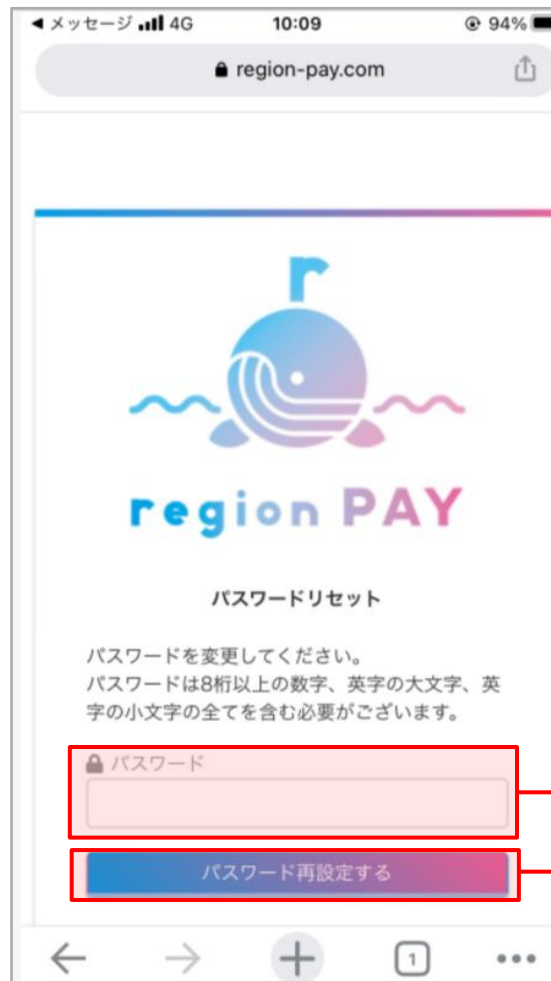 ◀ メッセージ 4G 10:09 94%
region-pay.com
r
region PAY
パスワードリセット
パスワードを変更してください。
パスワードは8桁以上の数字、英字の大文字、英
字の小文字の全てを含む必要がございます。
パスワード
パスワード再設定する
1